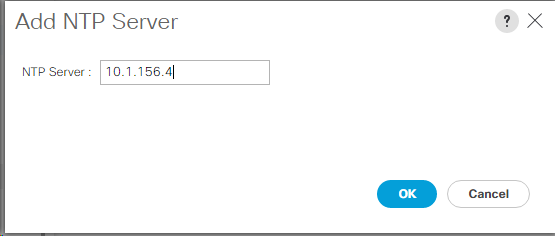 Add NTP Server
?
NTP Server : 10.1.156.4
OK Cancel